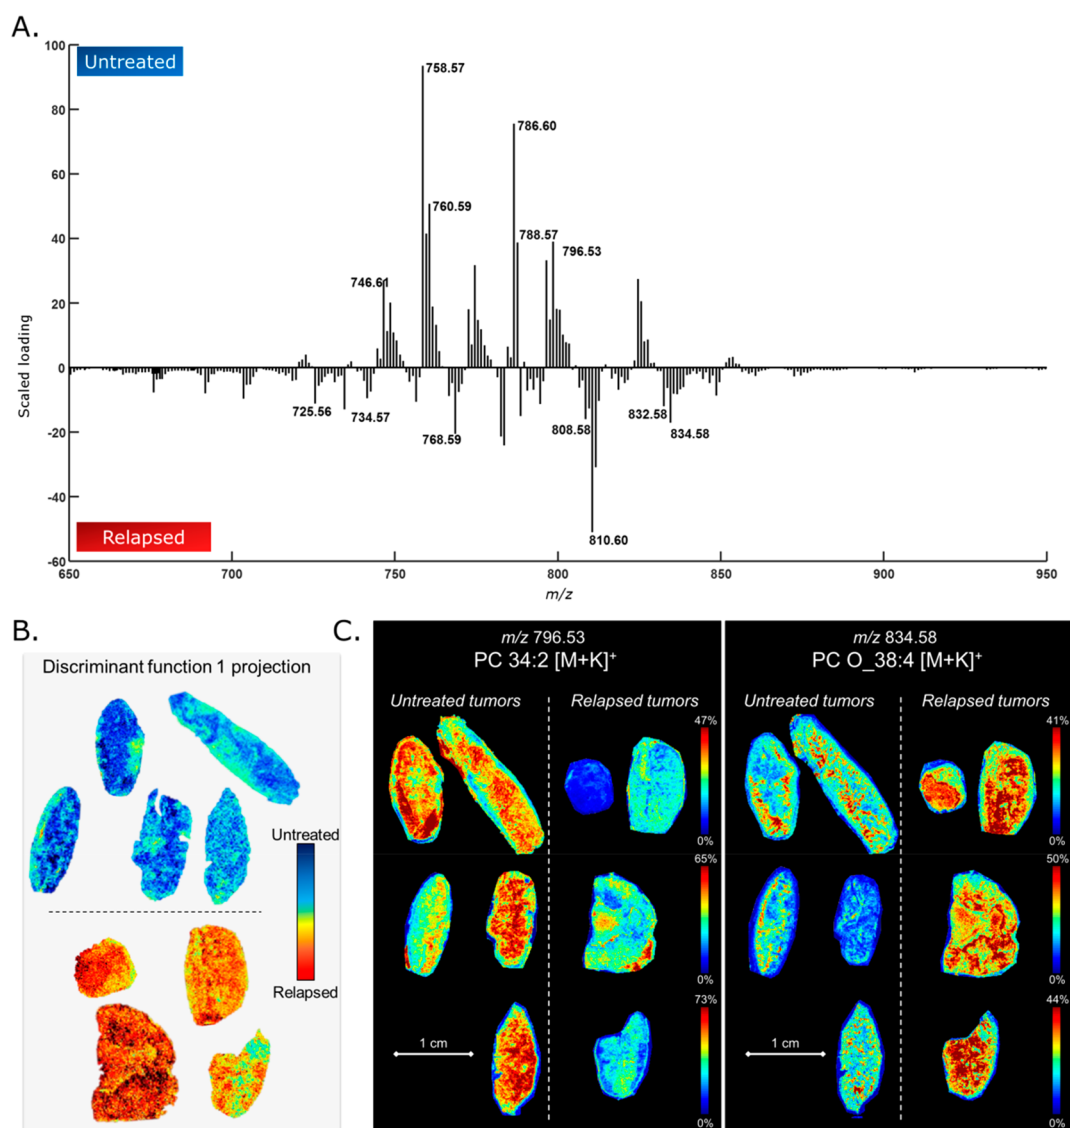 A.
100
80
60
40
20
0
-20
-40
-60
Scaled loading
Untreated
Relapsed
758.57
786.60
760.59
788.57
796.53
746.61
725.56
734.57
768.59
808.58
810.60
832.58
834.58
650
700
750
800
850
900
950
m/z
B.
Discriminant function 1 projection
Untreated
Relapsed
C.
m/z 796.53
PC 34:2 [M+K]+
Untreated tumors
Relapsed tumors
47%
0%
65%
0%
73%
0%
1 cm
m/z 834.58
PC O_38:4 [M+K]+
Untreated tumors
Relapsed tumors
41%
0%
50%
0%
44%
0%
1 cm